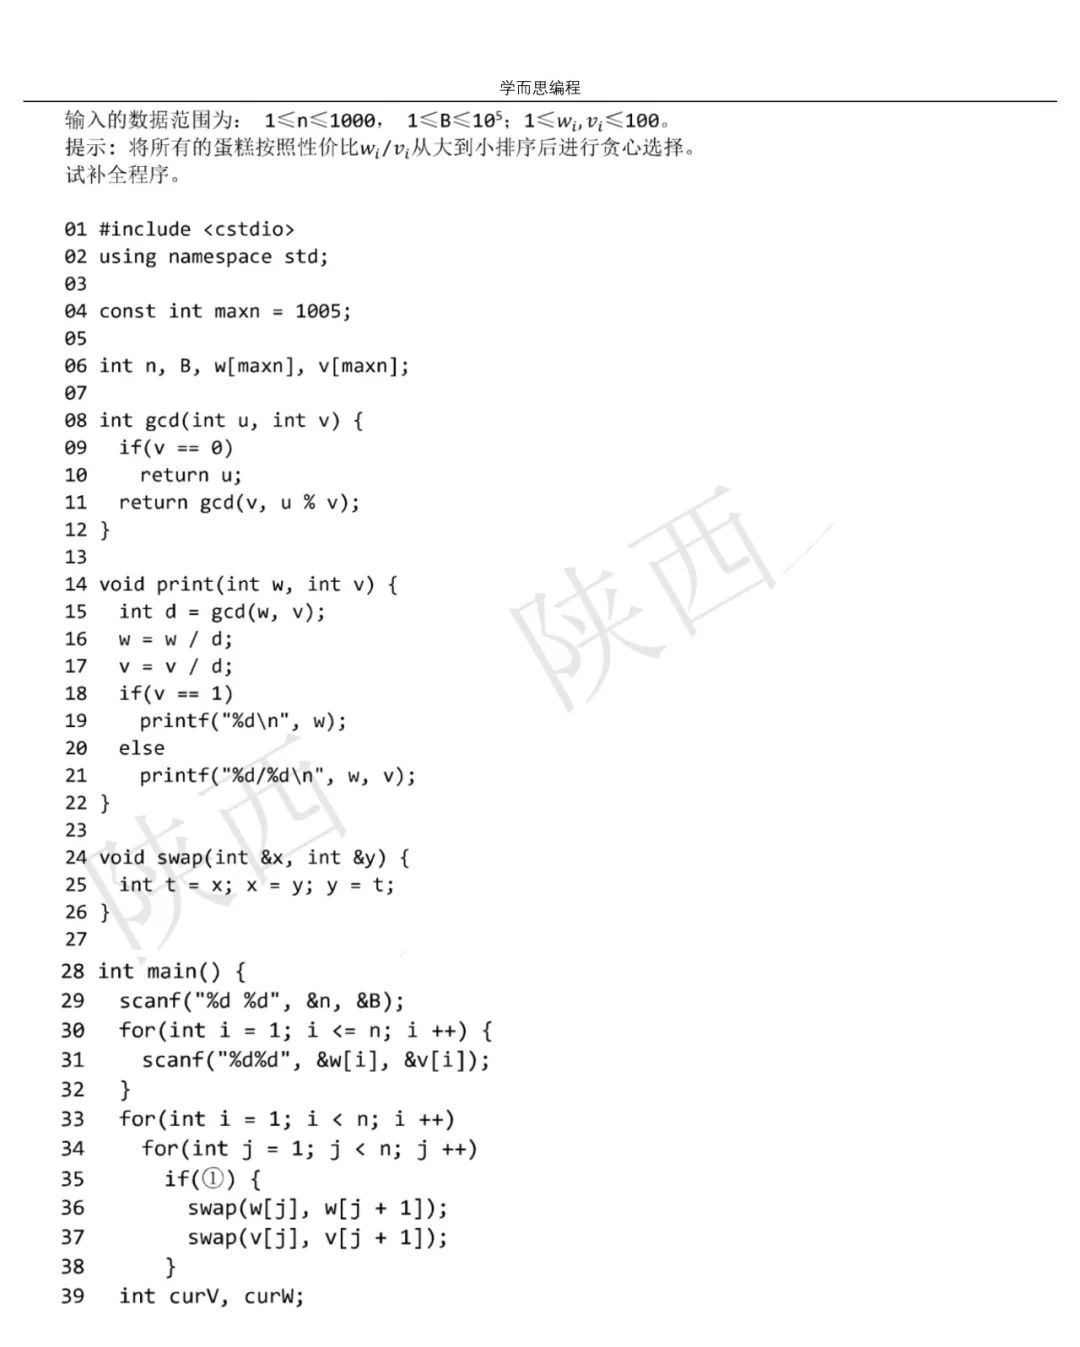 学而思编程
输入的数据范围为： 1≤n≤1000， 1≤B≤10⁵；1≤wᵢ,vᵢ≤100。
提示：将所有的蛋糕按照性价比wᵢ/vᵢ从大到小排序后进行贪心选择。
试补全程序。
01 #include <cstdio>
02 using namespace std;
03
04 const int maxn = 1005;
05
06 int n, B, w[maxn], v[maxn];
07
08 int gcd(int u, int v) {
09   if(v == 0)
10     return u;
11   return gcd(v, u % v);
12 }
13
14 void print(int w, int v) {
15   int d = gcd(w, v);
16   w = w / d;
17   v = v / d;
18   if(v == 1)
19     printf("%d\n", w);
20   else
21     printf("%d/%d\n", w, v);
22 }
23
24 void swap(int &x, int &y) {
25   int t = x; x = y; y = t;
26 }
27
28 int main() {
29   scanf("%d %d", &n, &B);
30   for(int i = 1; i <= n; i ++) {
31     scanf("%d%d", &w[i], &v[i]);
32   }
33   for(int i = 1; i < n; i ++)
34     for(int j = 1; j < n; j ++)
35       if(①) {
36         swap(w[j], w[j + 1]);
37         swap(v[j], v[j + 1]);
38       }
39   int curV, curW;
陕西
陕西